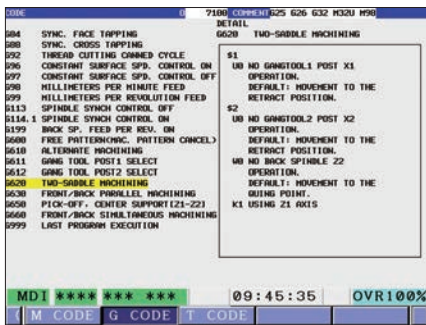 CODE 0 7100 COMMENT G25 G26 G32 M32U M98
DETAIL
G84 SYNC. FACE TAPPING
G88 SYNC. CROSS TAPPING
G92 THREAD CUTTING CANNED CYCLE
G96 CONSTANT SURFACE SPD. CONTROL ON
G97 CONSTANT SURFACE SPD. CONTROL OFF
G98 MILLIMETERS PER MINUTE FEED
G99 MILLIMETERS PER REVOLUTION FEED
G113 SPINDLE SYNCH CONTROL OFF
G114.1 SPINDLE SYNCH CONTROL ON
G199 BACK SP. FEED PER REV. ON
G600 FREE PATTERN(MAC. PATTERN CANCEL)
G610 ALTERNATE MACHINING
G611 GANG TOOL POST1 SELECT
G612 GANG TOOL POST2 SELECT
G620 TWO-SADDLE MACHINING
G630 FRONT/BACK PARALLEL MACHINING
G650 PICK-OFF, CENTER SUPPORT[Z1-Z2]
G660 FRONT/BACK SIMULTANEOUS MACHINING
G999 LAST PROGRAM EXECUTION
G620 TWO-SADDLE MACHINING
$1
U0 NO GANGTOOL1 POST X1
OPERATION.
DEFAULT: MOVEMENT TO THE
RETRACT POSITION.
$2
U0 NO GANGTOOL2 POST X2
OPERATION.
DEFAULT: MOVEMENT TO THE
RETRACT POSITION.
W0 NO BACK SPINDLE Z2
OPERATION.
DEFAULT: MOVEMENT TO THE
QUING POINT.
K1 USING Z1 AXIS
MDI **** *** *** 09:45:35 OVR100%
( M CODE G CODE T CODE